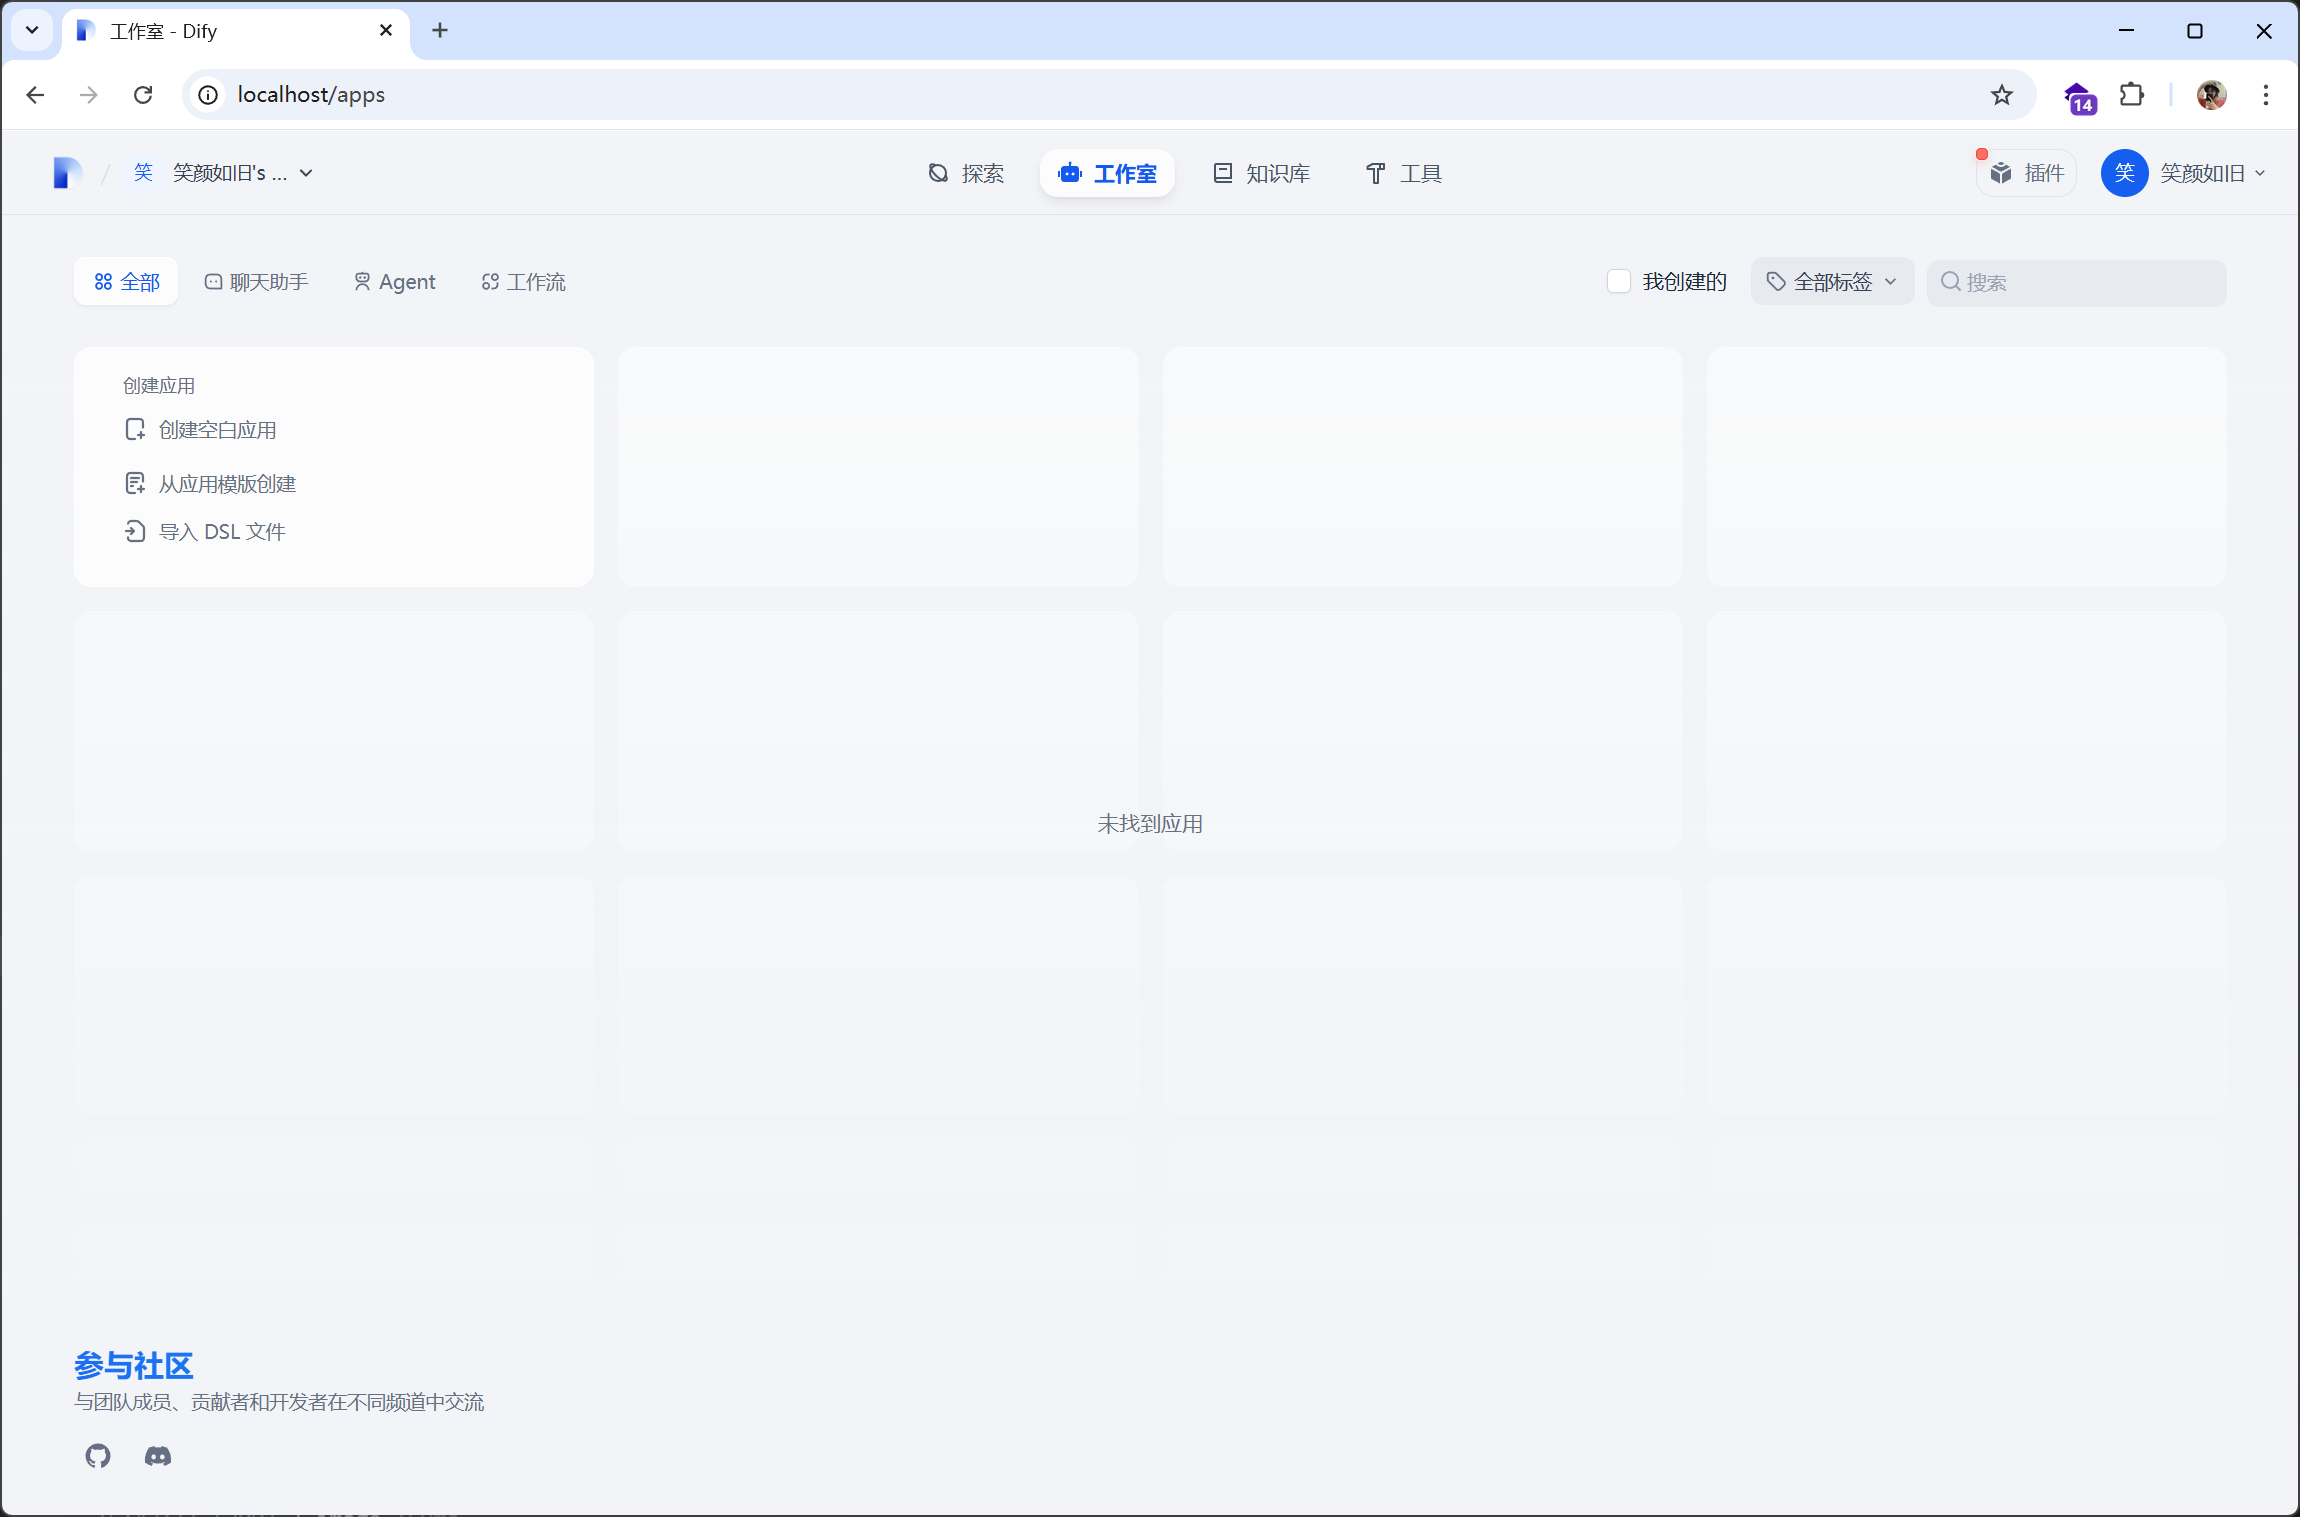 工作室 - Dify
localhost/apps
14
笑 笑颜如旧's ...
探索
工作室
知识库
工具
插件
笑 笑颜如旧
全部
聊天助手
Agent
工作流
我创建的
全部标签
搜索
创建应用
创建空白应用
从应用模版创建
导入 DSL 文件
未找到应用
参与社区
与团队成员、贡献者和开发者在不同频道中交流